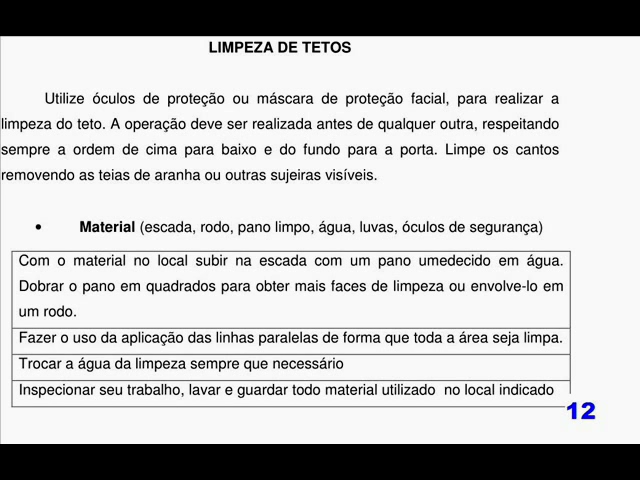 LIMPEZA DE TETOS
Utilize óculos de proteção ou máscara de proteção facial, para realizar a
limpeza do teto. A operação deve ser realizada antes de qualquer outra, respeitando
sempre a ordem de cima para baixo e do fundo para a porta. Limpe os cantos
removendo as teias de aranha ou outras sujeiras visíveis.
• Material (escada, rodo, pano limpo, água, luvas, óculos de segurança)
Com o material no local subir na escada com um pano umedecido em água.
Dobrar o pano em quadrados para obter mais faces de limpeza ou envolve-lo em
um rodo.
Fazer o uso da aplicação das linhas paralelas de forma que toda a área seja limpa.
Trocar a água da limpeza sempre que necessário
Inspecionar seu trabalho, lavar e guardar todo material utilizado no local indicado
12